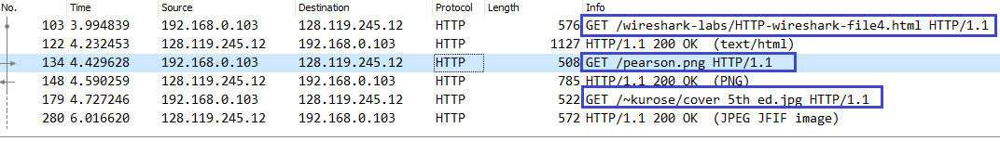 No. Time Source Destination Protocol Length Info
103 3.994839 192.168.0.103 128.119.245.12 HTTP 576 GET /wireshark-labs/HTTP-wireshark-file4.html HTTP/1.1
122 4.232453 128.119.245.12 192.168.0.103 HTTP 1127 HTTP/1.1 200 OK (text/html)
134 4.429628 192.168.0.103 128.119.245.12 HTTP 508 GET /pearson.png HTTP/1.1
148 4.590259 128.119.245.12 192.168.0.103 HTTP 785 HTTP/1.1 200 OK (PNG)
179 4.727246 192.168.0.103 128.119.245.12 HTTP 522 GET /~kurose/cover_5th_ed.jpg HTTP/1.1
280 6.016620 128.119.245.12 192.168.0.103 HTTP 572 HTTP/1.1 200 OK (JPEG JFIF image)